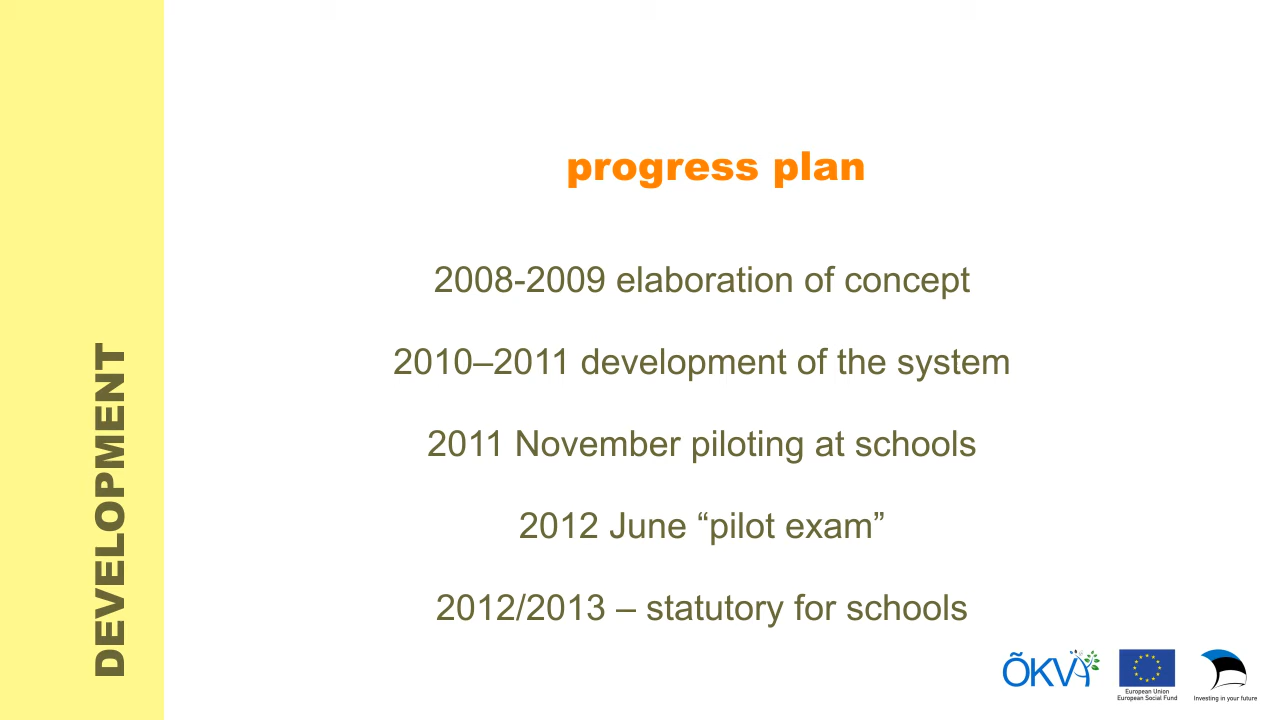 progress plan
2008-2009 elaboration of concept
2010–2011 development of the system
2011 November piloting at schools
2012 June “pilot exam”
2012/2013 – statutory for schools
DEVELOPMENT
ÕKVA
European Union
European Social Fund
Investing in your future